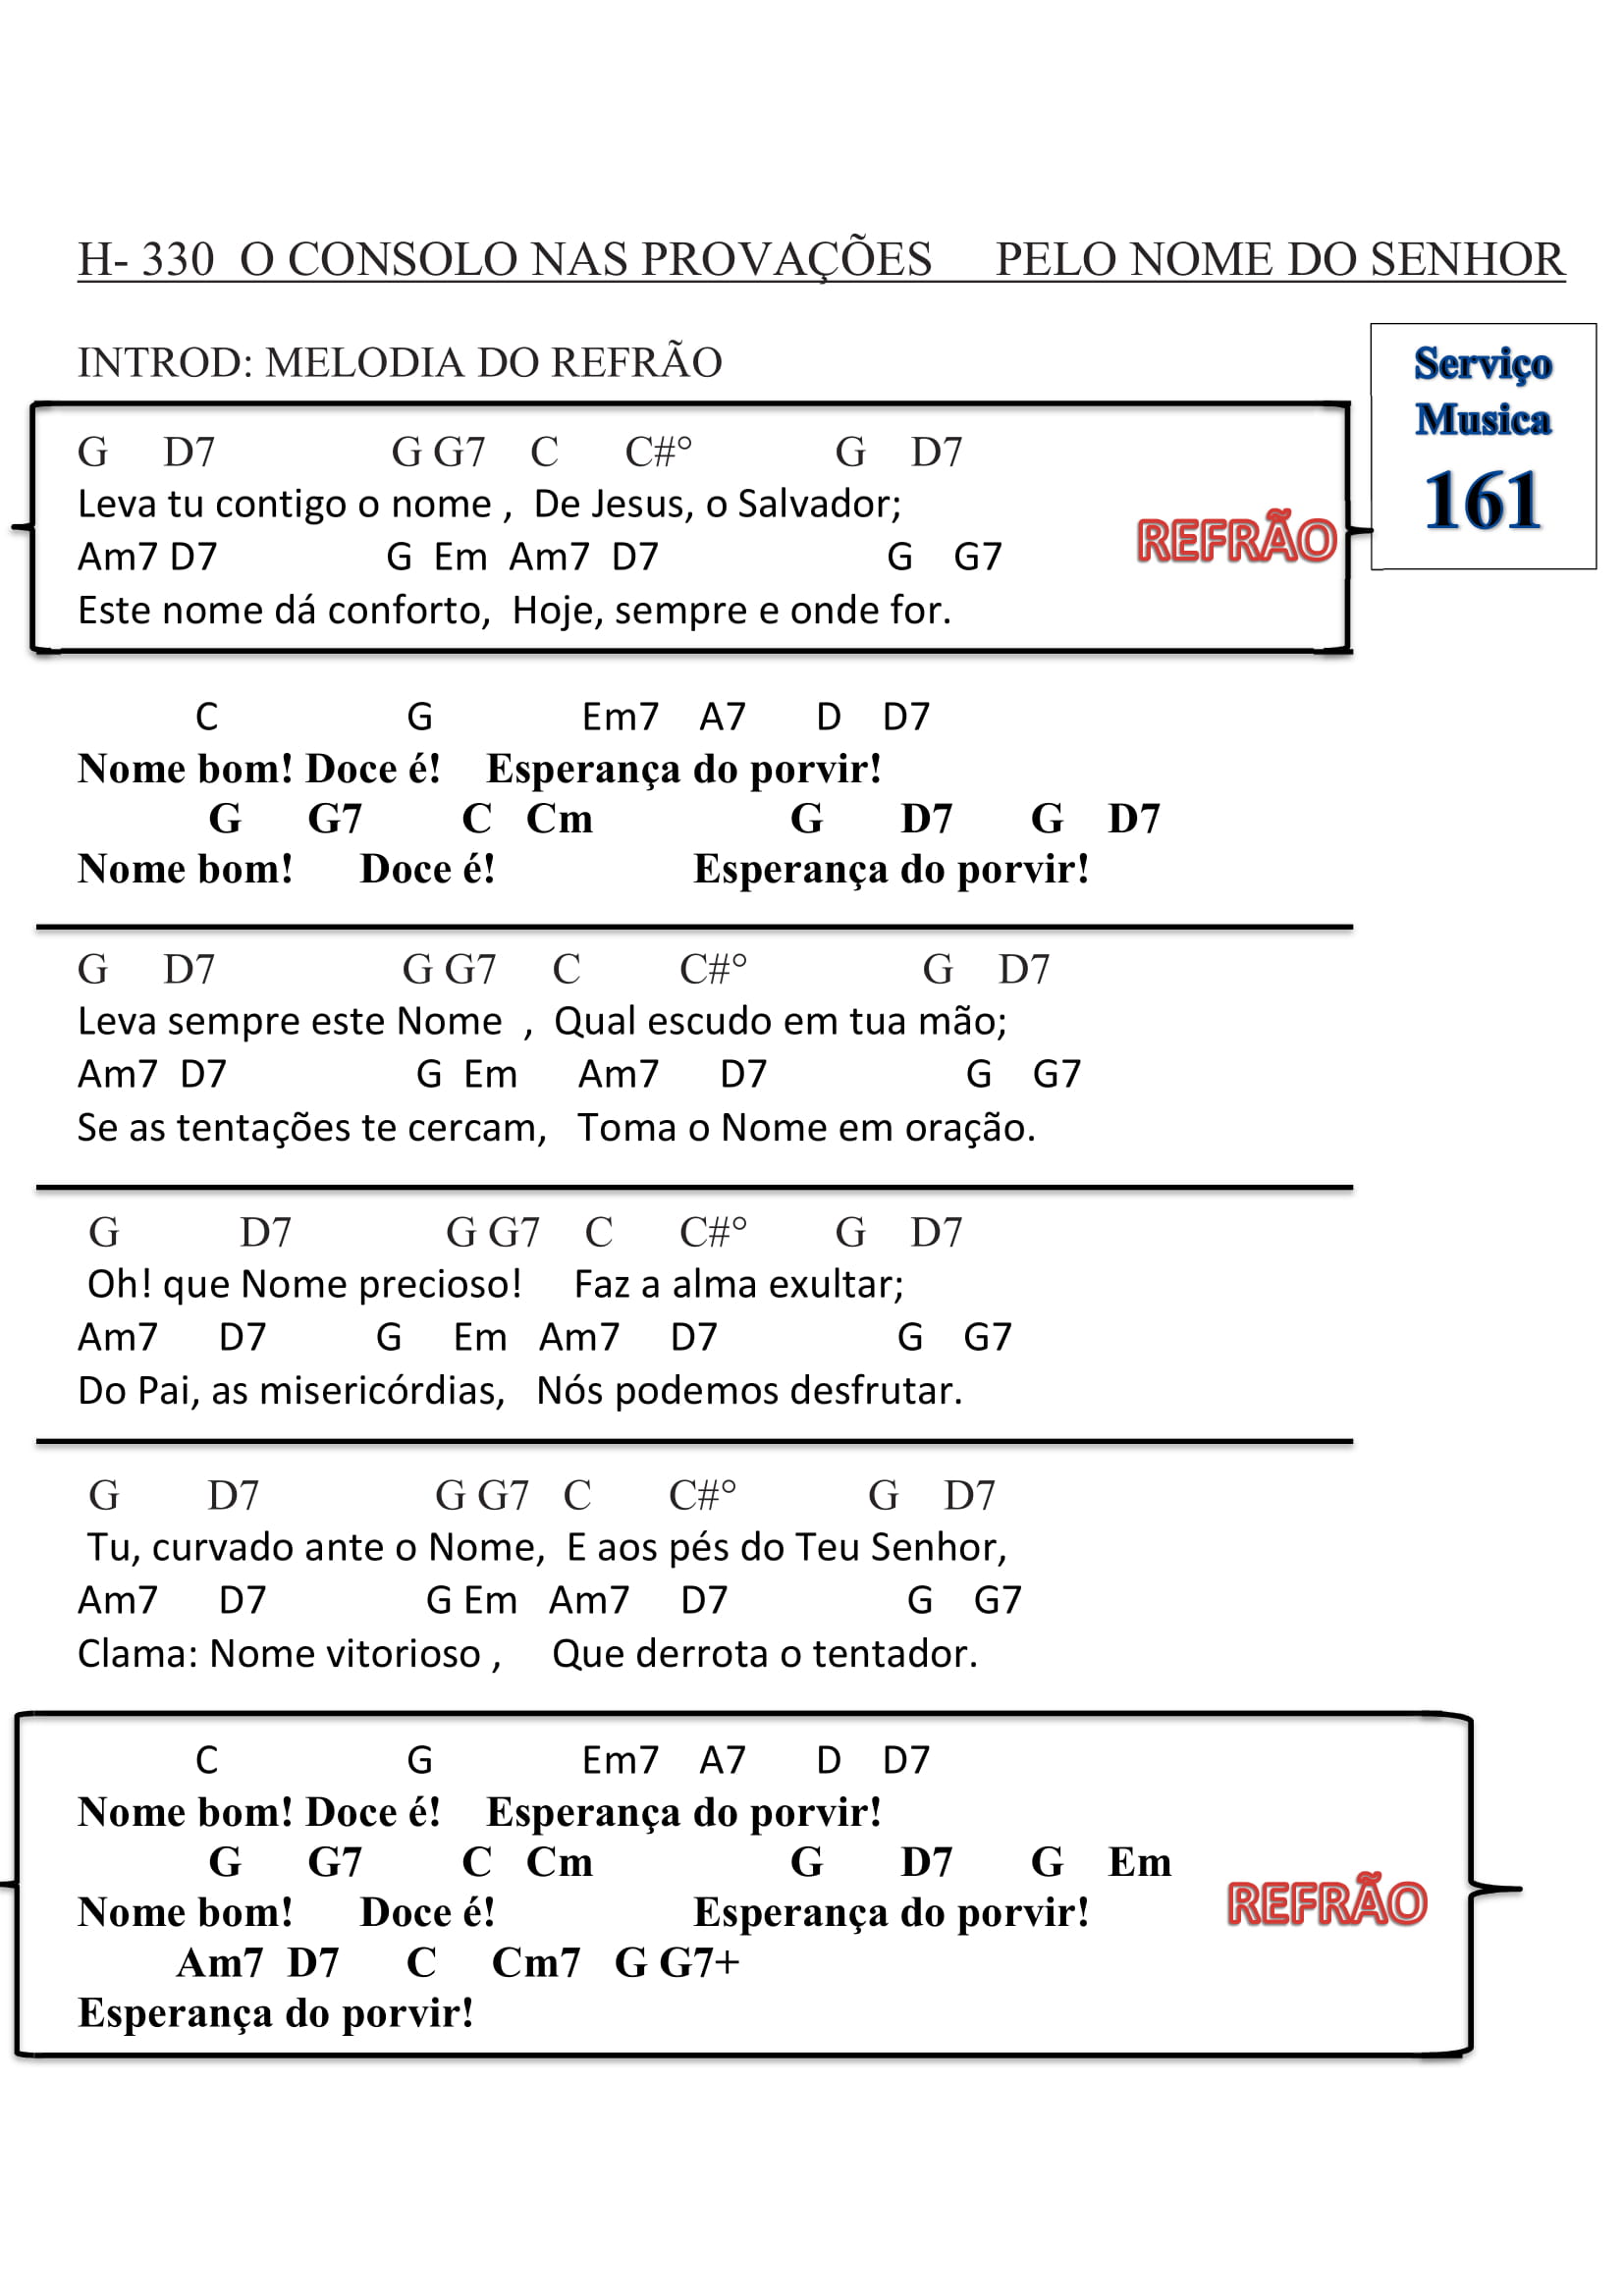 H- 330 O CONSOLO NAS PROVAÇÕES PELO NOME DO SENHOR
INTROD: MELODIA DO REFRÃO
Serviço
Musica
161
G D7 G G7 C C#° G D7
Leva tu contigo o nome , De Jesus, o Salvador;
Am7 D7 G Em Am7 D7 G G7
Este nome dá conforto, Hoje, sempre e onde for.
REFRÃO
C G Em7 A7 D D7
Nome bom! Doce é! Esperança do porvir!
G G7 C Cm G D7 G D7
Nome bom! Doce é! Esperança do porvir!
G D7 G G7 C C#° G D7
Leva sempre este Nome , Qual escudo em tua mão;
Am7 D7 G Em Am7 D7 G G7
Se as tentações te cercam, Toma o Nome em oração.
G D7 G G7 C C#° G D7
Oh! que Nome precioso! Faz a alma exultar;
Am7 D7 G Em Am7 D7 G G7
Do Pai, as misericórdias, Nós podemos desfrutar.
G D7 G G7 C C#° G D7
Tu, curvado ante o Nome, E aos pés do Teu Senhor,
Am7 D7 G Em Am7 D7 G G7
Clama: Nome vitorioso , Que derrota o tentador.
C G Em7 A7 D D7
Nome bom! Doce é! Esperança do porvir!
G G7 C Cm G D7 G Em
Nome bom! Doce é! Esperança do porvir!
REFRÃO
Am7 D7 C Cm7 G G7+
Esperança do porvir!